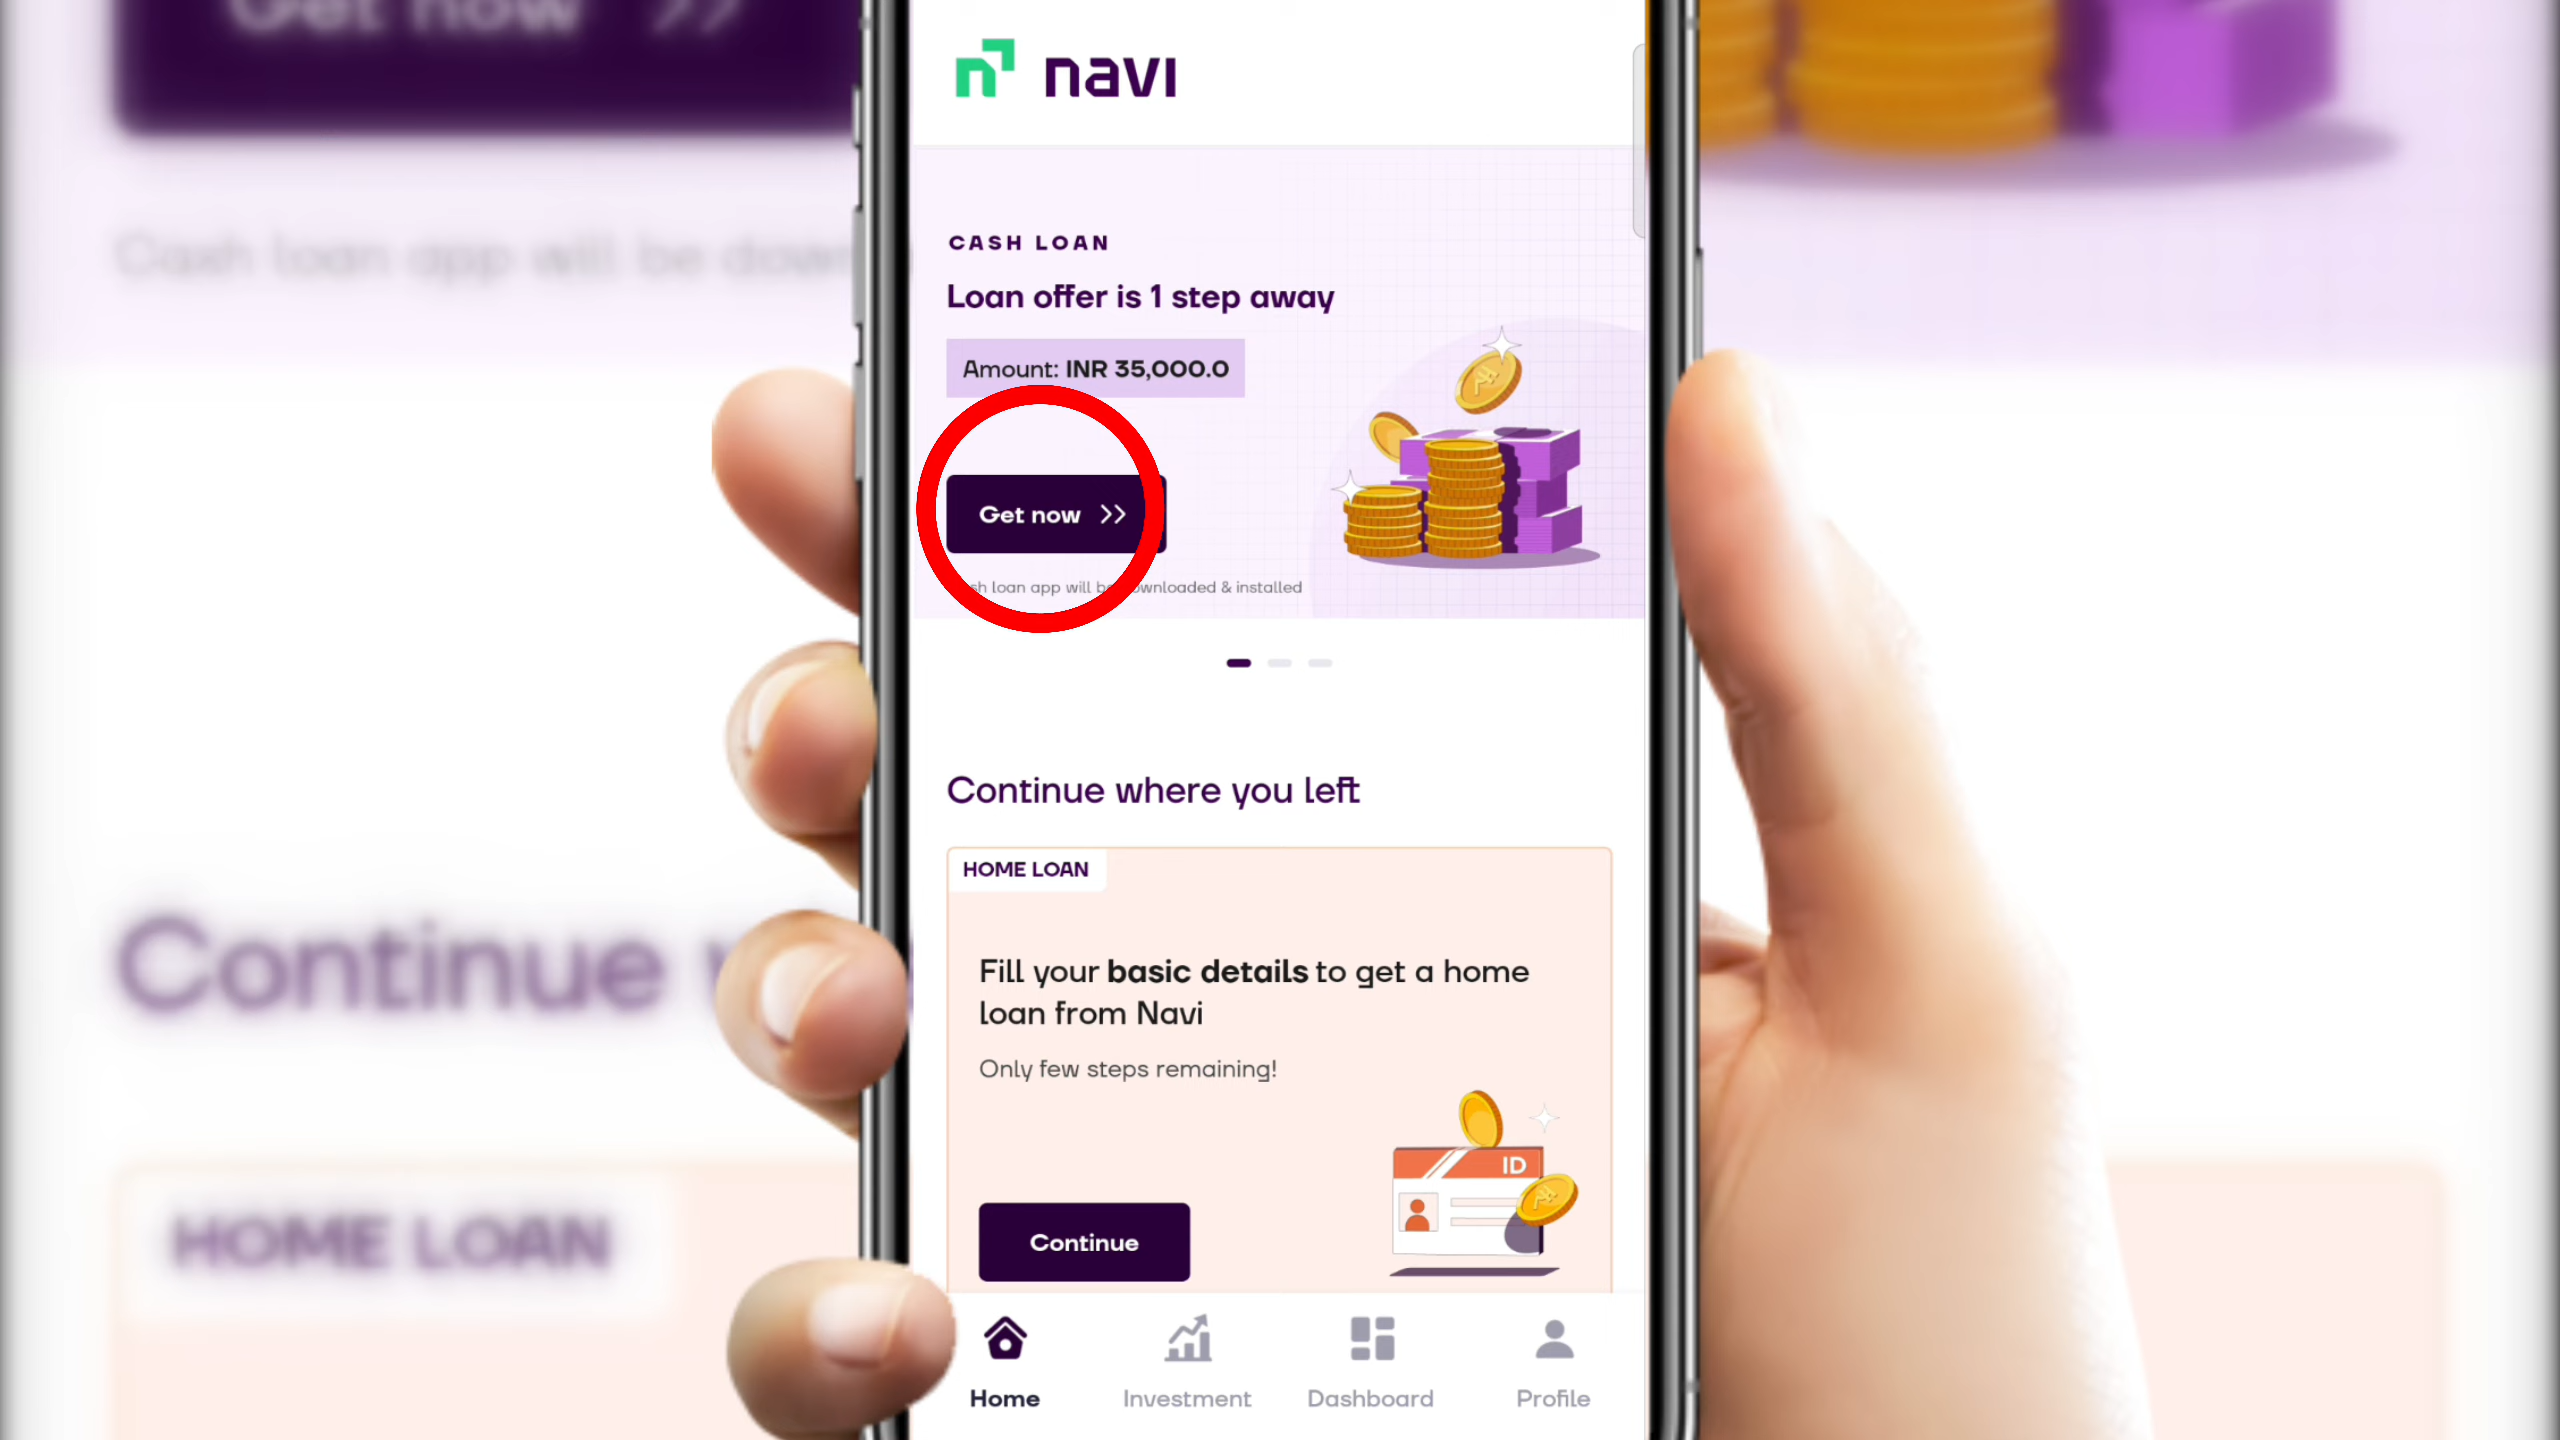 Get now >>
Cash loan app will be down
Continue
HOME LOAN
navi
CASH LOAN
Loan offer is 1 step away
Amount: INR 35,000.0
Get now >>
loan app will be downloaded & installed
Continue where you left
HOME LOAN
Fill your basic details to get a home
loan from Navi
Only few steps remaining!
ID
Continue
Home
Investment
Dashboard
Profile